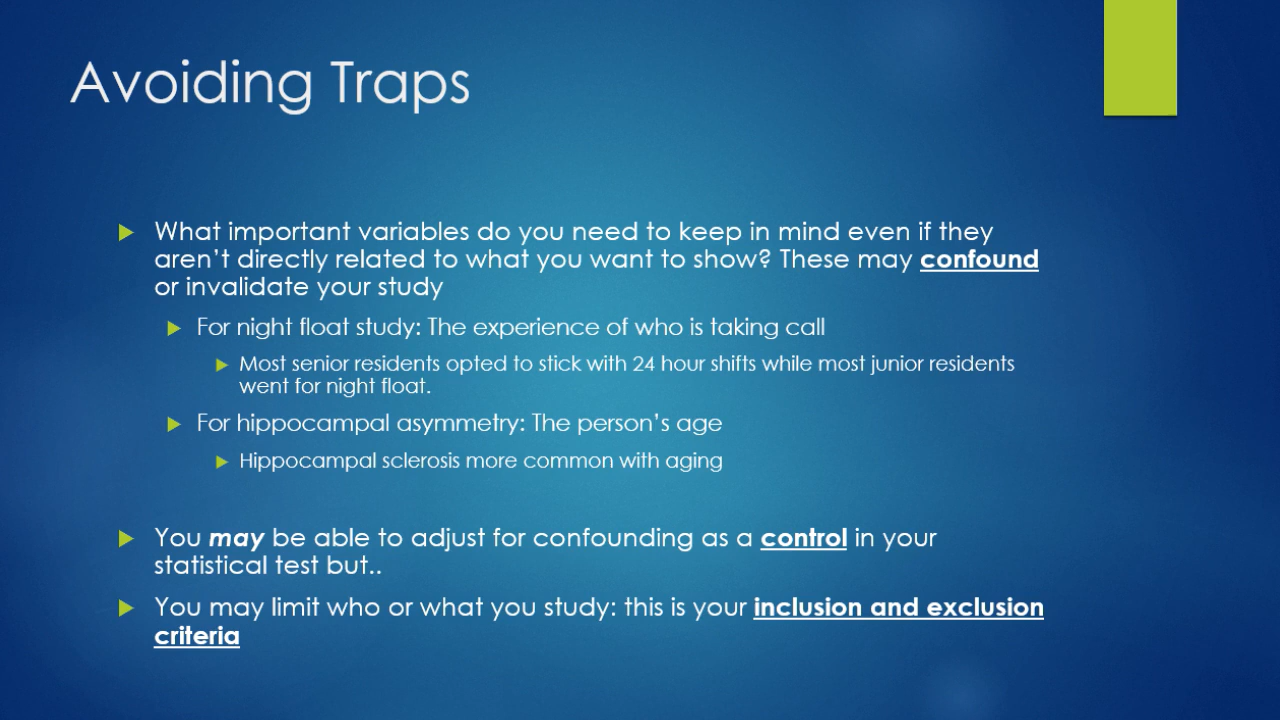 Avoiding Traps
What important variables do you need to keep in mind even if they
aren't directly related to what you want to show? These may confound
or invalidate your study
For night float study: The experience of who is taking call
Most senior residents opted to stick with 24 hour shifts while most junior residents
went for night float.
For hippocampal asymmetry: The person's age
Hippocampal sclerosis more common with aging
You may be able to adjust for confounding as a control in your
statistical test but..
You may limit who or what you study: this is your inclusion and exclusion
criteria